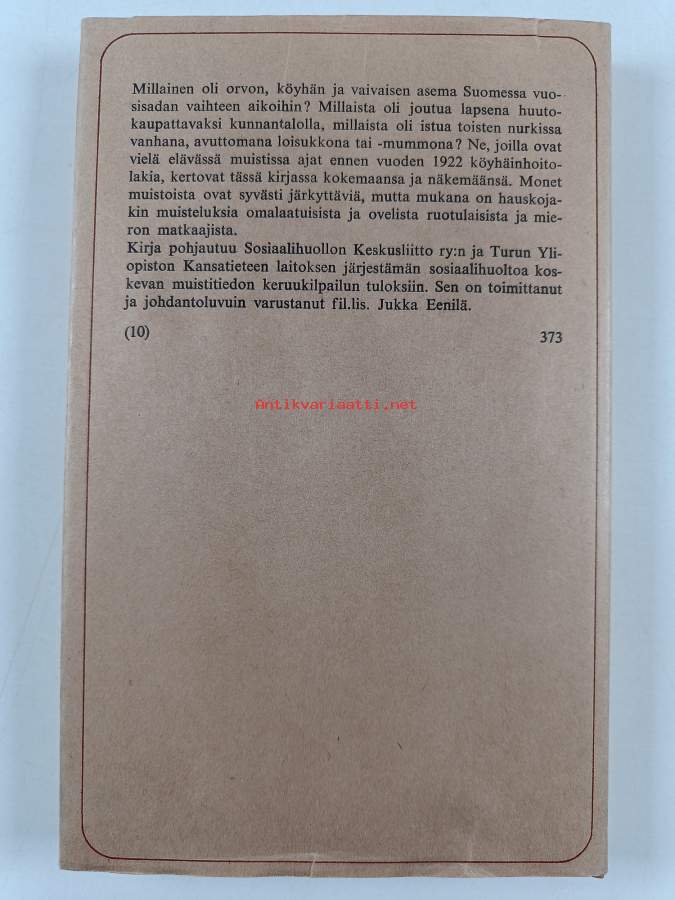 Millainen oli orvon, köyhän ja vaivaisen asema Suomessa vuo-
sisadan vaihteen aikoihin? Millaista oli joutua lapsena huuto-
kaupattavaksi kunnantalolla, millaista oli istua toisten nurkissa
vanhana, avuttomana loisukkona tai -mummona? Ne, joilla ovat
vielä elävässä muistissa ajat ennen vuoden 1922 köyhäinhoito-
lakia, kertovat tässä kirjassa kokemaansa ja näkemäänsä. Monet
muistoista ovat syvästi järkyttäviä, mutta mukana on hauskoja-
kin muisteluksia omalaatuisista ja ovelista ruotulaisista ja mie-
ron matkaajista.
Kirja pohjautuu Sosiaalihuollon Keskusliitto ry:n ja Turun Yli-
opiston Kansatieteen laitoksen järjestämän sosiaalihuoltoa kos-
kevan muistitiedon keruukilpailun tuloksiin. Sen on toimittanut
ja johdantoluvuin varustanut fil.lis. Jukka Eenilä.
(10) 373
Antikvariaatti.net